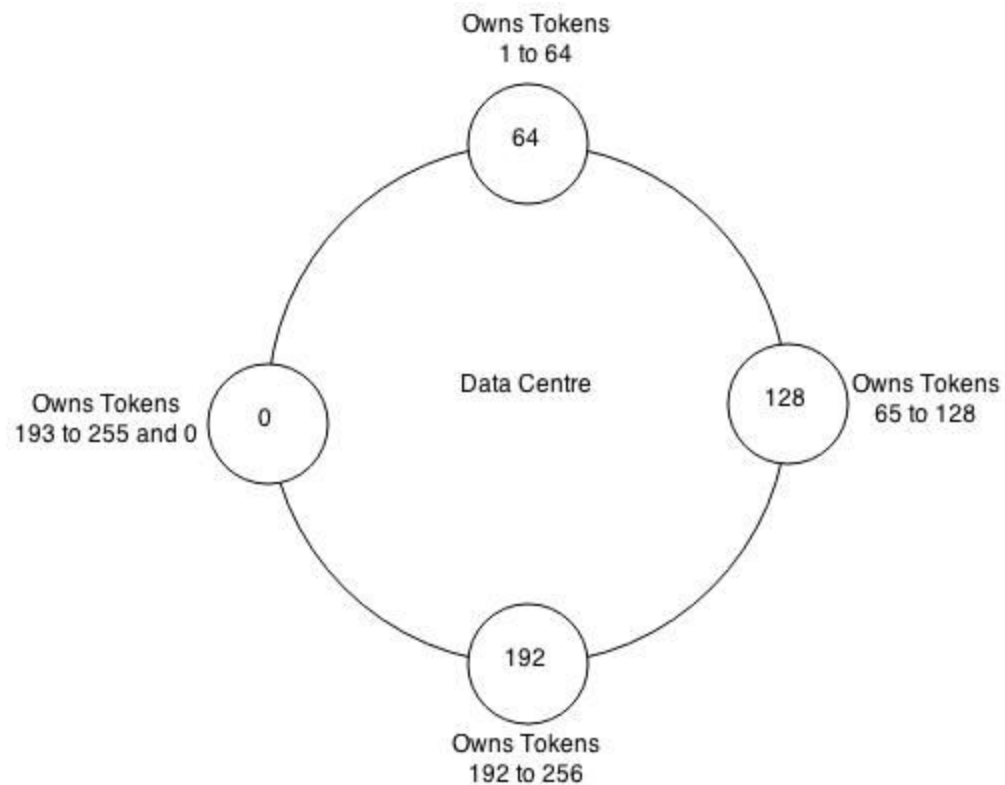 Owns Tokens
1 to 64
64
Data Centre
128
Owns Tokens
65 to 128
Owns Tokens
193 to 255 and 0
0
192
Owns Tokens
192 to 256